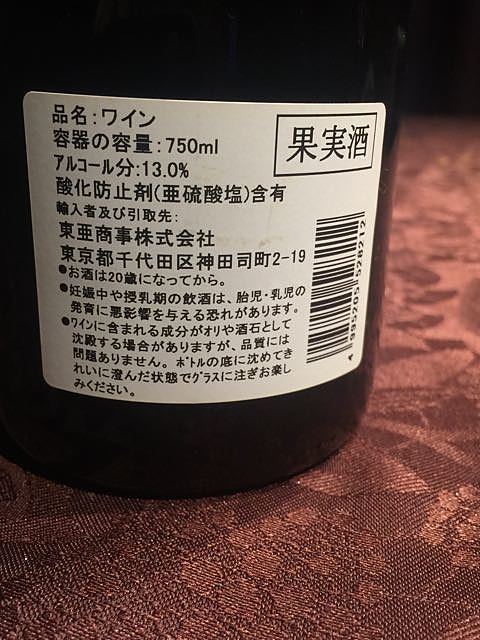 品名:ワイン
果実酒
容器の容量:750ml
アルコール分:13.0%
酸化防止剤(亜硫酸塩)含有
輸入者及び引取先:
東亜商事株式会社
東京都千代田区神田司町2-19
●お酒は20歳になってから。
●妊娠中や授乳期の飲酒は、胎児・乳児の
発育に悪影響を与える恐れがあります。
●ワインに含まれる成分がオリや酒石として
沈殿する場合がありますが、品質には
問題ありません。ボトルの底に沈めてき
れいに澄んだ状態でグラスに注ぎお楽し
みください。
4 995205 528212